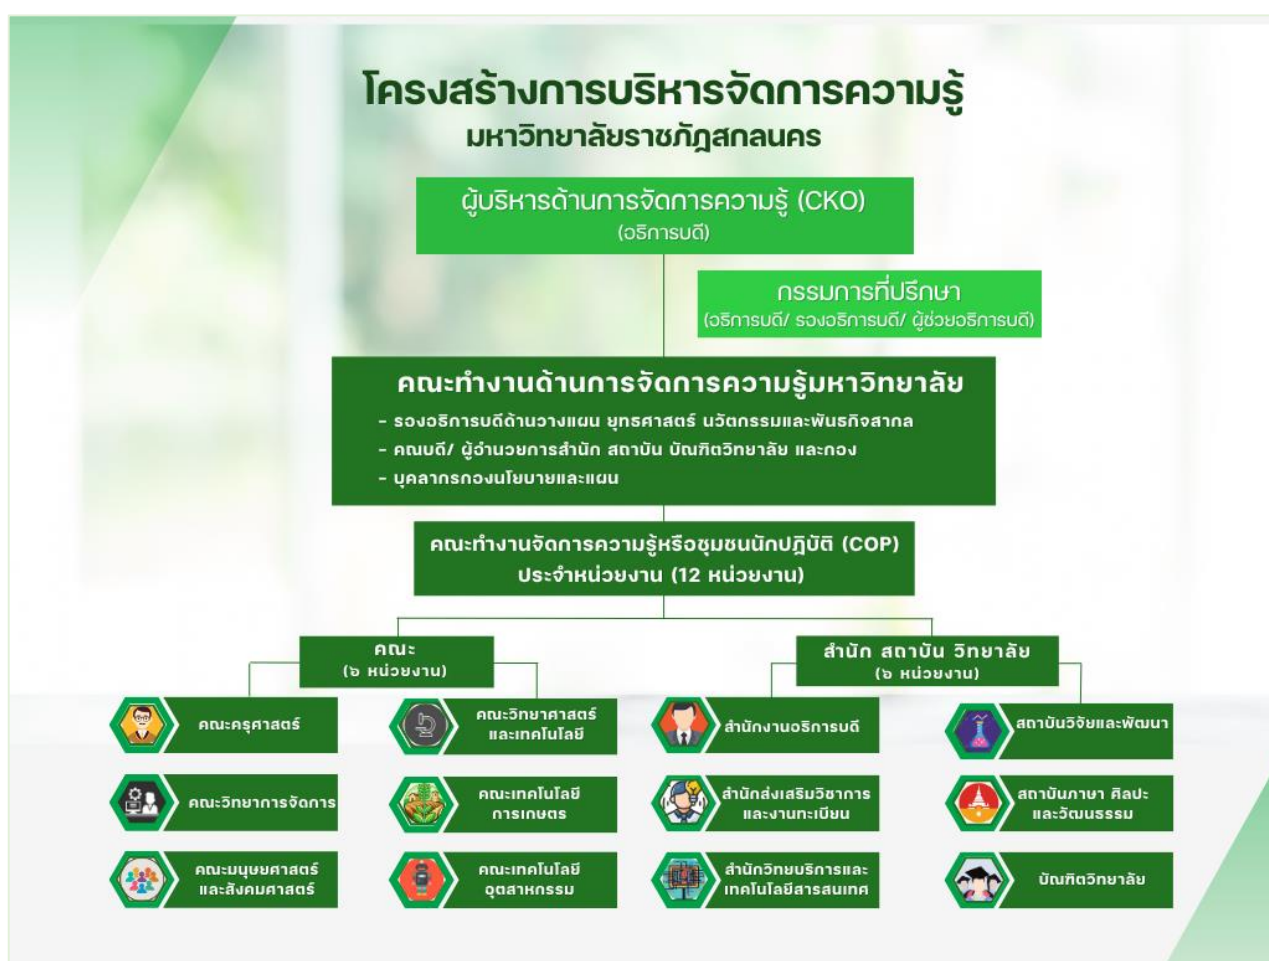 โครงสร้างการบริหารจัดการความรู้
มหาวิทยาลัยราชภัฏสกลนคร
ผู้บริหารด้านการจัดการความรู้ (CKO)
(อธิการบดี)
กรรมการที่ปรึกษา
(อธิการบดี/ รองอธิการบดี/ ผู้ช่วยอธิการบดี)
คณะทำงานด้านการจัดการความรู้มหาวิทยาลัย
- รองอธิการบดีด้านวางแผน ยุทธศาสตร์ นวัตกรรมและพันธกิจสากล
- คณบดี/ ผู้อำนวยการสำนัก สถาบัน บัณฑิตวิทยาลัย และกอง
- บุคลากรกองนโยบายและแผน
คณะทำงานจัดการความรู้หรือชุมชนนักปฏิบัติ (COP)
ประจำหน่วยงาน (12 หน่วยงาน)
คณะ
(๖ หน่วยงาน)
คณะครุศาสตร์
คณะวิทยาการจัดการ
คณะมนุษยศาสตร์
และสังคมศาสตร์
คณะวิทยาศาสตร์
และเทคโนโลยี
คณะเทคโนโลยี
การเกษตร
คณะเทคโนโลยี
อุตสาหกรรม
สำนัก สถาบัน วิทยาลัย
(๖ หน่วยงาน)
สำนักงานอธิการบดี
สำนักส่งเสริมวิชาการ
และงานทะเบียน
สำนักวิทยบริการและ
เทคโนโลยีสารสนเทศ
สถาบันวิจัยและพัฒนา
สถาบันภาษา ศิลปะ
และวัฒนธรรม
บัณฑิตวิทยาลัย